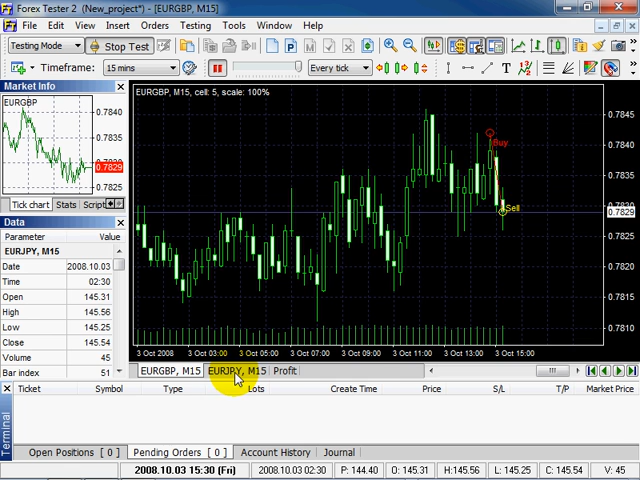 Forex Tester 2 (New_project*) - [EURGBP, M15]
File Edit View Insert Orders Testing Tools Window Help
Testing Mode Stop Test
Timeframe: 15 mins Every tick
Market Info
EURGBP
0.7840
0.7835
0.7829
0.7825
Tick chart Stats Script
Data
Parameter Value
EURJPY, M15
Date 2008.10.03
Time 02:30
Open 145.31
High 145.56
Low 145.25
Close 145.54
Volume 45
Bar index 51
EURGBP, M15, cell: 5, scale: 100%
Buy
Sell
0.7845
0.7840
0.7835
0.7829
0.7825
0.7820
0.7815
0.7810
3 Oct 2008 3 Oct 03:00 3 Oct 05:00 3 Oct 07:00 3 Oct 09:00 3 Oct 11:00 3 Oct 13:00 3 Oct 15:00
EURGBP, M15 EURJPY, M15 Profit
Ticket Symbol Type Lots Create Time Price S/L T/P Market Price
Terminal
Open Positions [ 0 ] Pending Orders [ 0 ] Account History Journal
2008.10.03 15:30 (Fri) 2008.10.03 02:30 P: 144.40 O: 145.31 H:145.56 L: 145.25 C: 145.54 V: 45